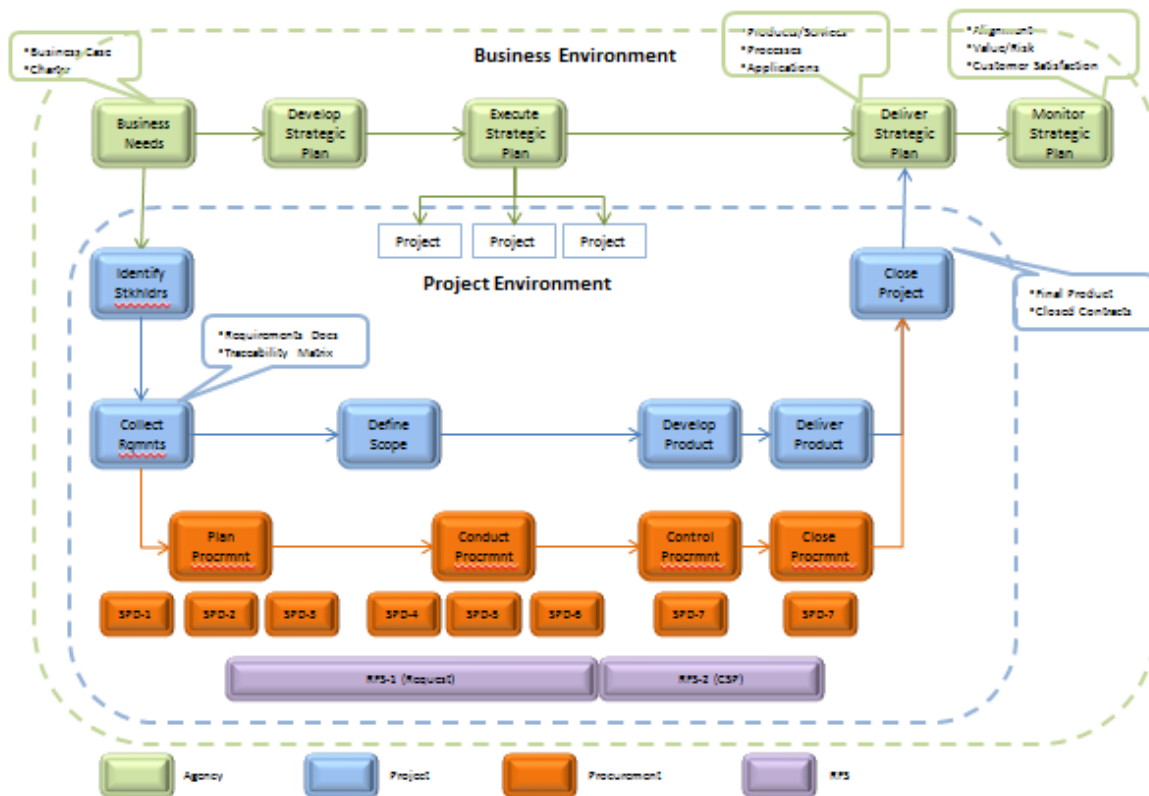 *Business Case
*Chartr
Business Environment
*Products/Servies
*Processes
*Applications
*Alignment
*Value/Risk
*Customer Satisfaction
Business
Needs
Develop
Strategic
Plan
Execute
Strategic
Plan
Deliver
Strategic
Plan
Monitor
Strategic
Plan
Project
Project
Project
Project Environment
Identify
Stkhldrs
Close
Project
*Final Product
*Closed Contracts
*Requirements Docs
*Traceability Matrix
Collect
Rqmnts
Define
Scope
Develop
Product
Deliver
Product
Plan
Procrmnt
Conduct
Procrmnt
Control
Procrmnt
Close
Procrmnt
SPD-1
SPD-2
SPD-3
SPD-4
SPD-5
SPD-6
SPD-7
SPD-7
RFS-1 (Request)
RFS-2 (CSP)
Agency
Project
Procurement
RFS